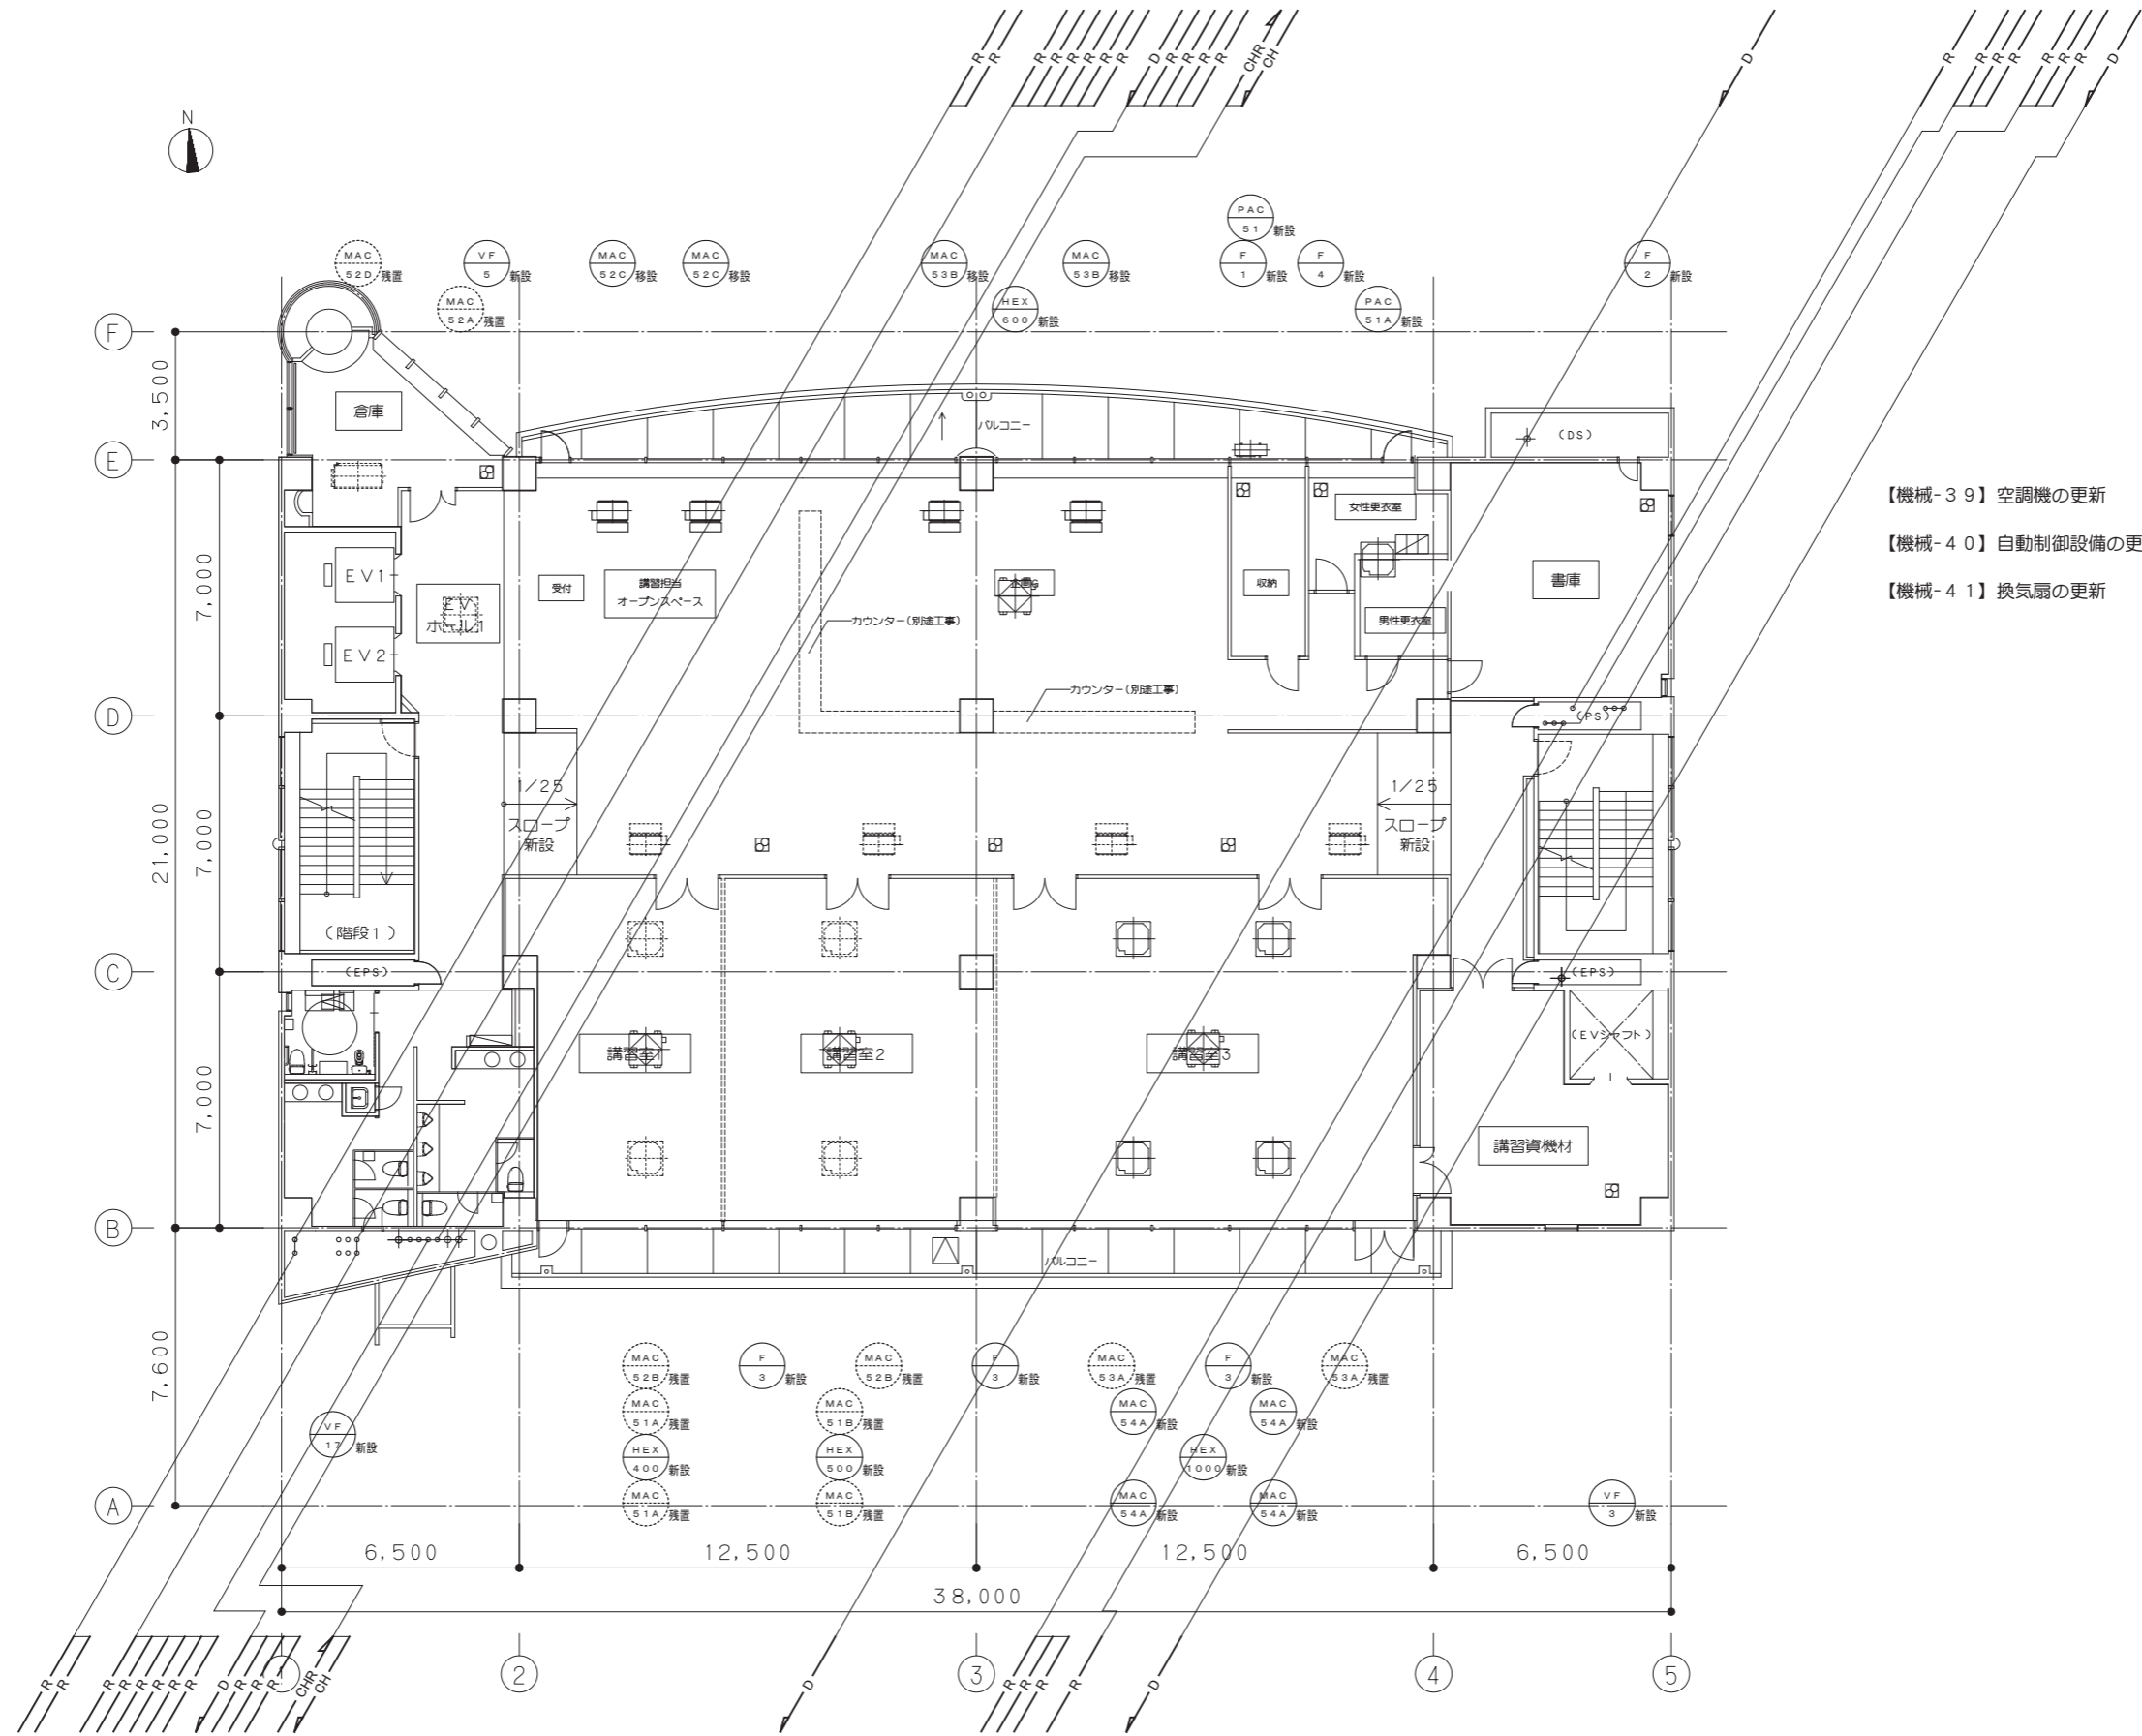 R R R R R R R R D R R R R CHR CH D R R R R R R R D
N
PAC 51 新設
MAC 52D 残置
VF 5 新設
MAC 52C 移設
MAC 52C 移設
MAC 53B 移設
MAC 53B 移設
F 1 新設
F 4 新設
F 2 新設
MAC 52A 残置
HEX 600 新設
PAC 51A 新設
F
3,500
倉庫
バルコニー
(DS)
E
【機械-39】空調機の更新
女性更衣室
【機械-40】自動制御設備の更
7,000
EV1
EV
ホール1
受付
講習担当
オープンスペース
収納
書庫
【機械-41】換気扇の更新
カウンター(別途工事)
男性更衣室
EV2
カウンター(別途工事)
D
(PS)
1/25
1/25
スロープ
新設
スロープ
新設
21,000
7,000
(階段1)
C
(EPS)
(EPS)
講習室1
講習室2
講習室3
(EVシャフト)
7,000
講習資機材
B
バルコニー
7,600
MAC 52B 残置
F 3 新設
MAC 52B 残置
F 3 新設
MAC 53A 残置
F 3 新設
MAC 53A 残置
MAC 51A 残置
MAC 51B 残置
MAC 54A 新設
MAC 54A 新設
VF 17 新設
HEX 400 新設
HEX 500 新設
HEX 1000 新設
A
MAC 51A 残置
MAC 51B 残置
MAC 54A 新設
MAC 54A 新設
VF 3 新設
6,500
12,500
12,500
6,500
38,000
2
3
4
5
R R R R R R R R D R R R R CHR CH D R R R R D